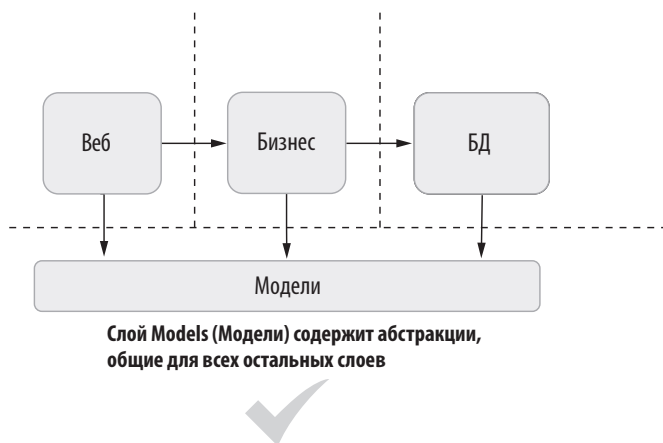 Веб
Бизнес
БД
Модели
Слой Models (Модели) содержит абстракции,
общие для всех остальных слоев